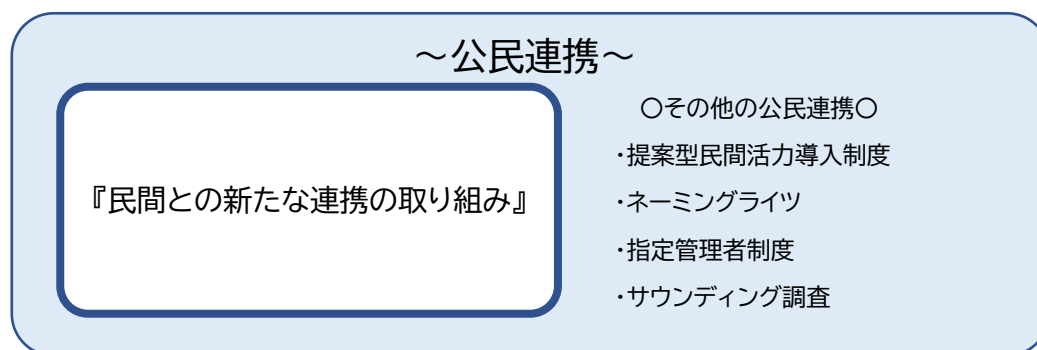 ～公民連携～
『民間との新たな連携の取り組み』
〇その他の公民連携〇
・提案型民間活力導入制度
・ネーミングライツ
・指定管理者制度
・サウンディング調査